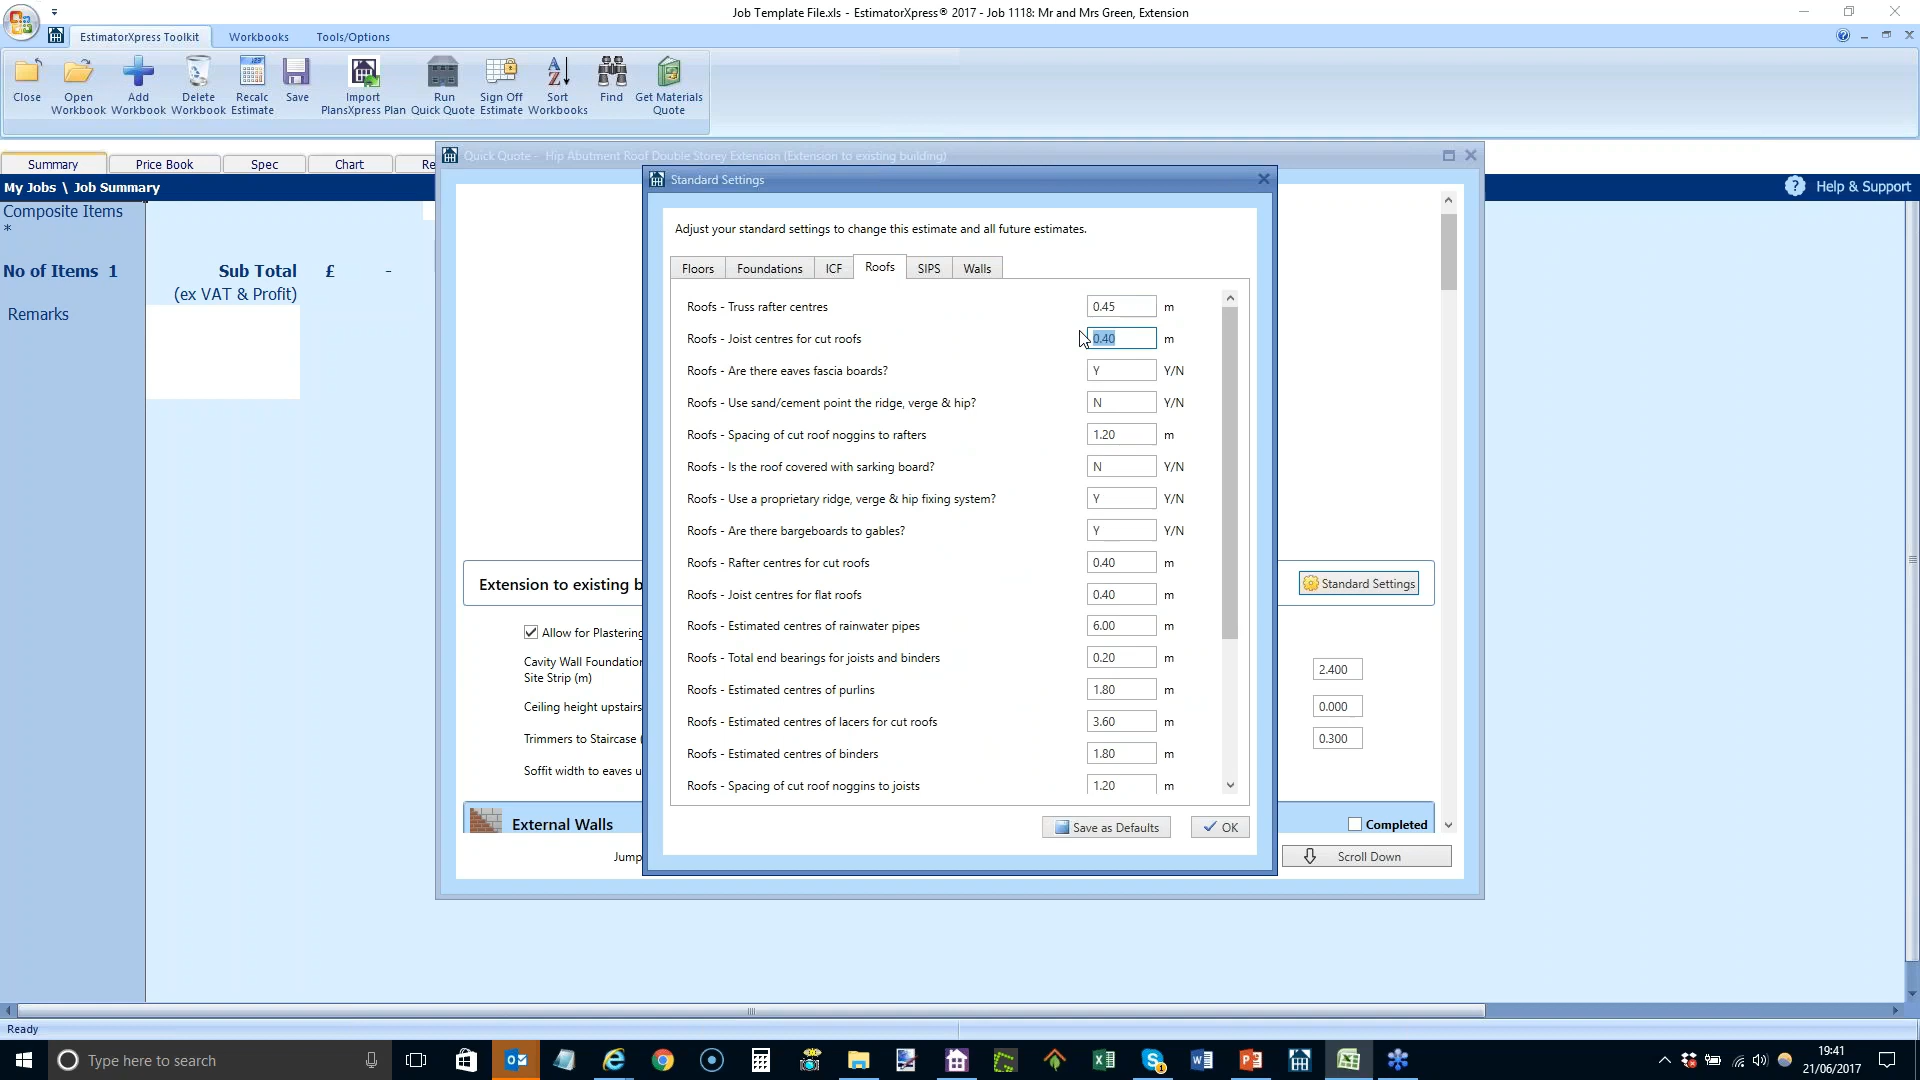 Job Template File.xls - EstimatorXpress® 2017 - Job 1118: Mr and Mrs Green, Extension
EstimatorXpress Toolkit
Workbooks
Tools/Options
Close
Open
Workbook
Add
Workbook
Delete
Workbook
Recalc
Estimate
Save
Import
PlansXpress Plan
Run
Quick Quote
Sign Off
Estimate
Sort
Workbooks
Find
Get Materials
Quote
Summary
Price Book
Spec
Chart
Re
My Jobs \ Job Summary
Help & Support
Composite Items
*
No of Items 1
Sub Total £ -
(ex VAT & Profit)
Remarks
Quick Quote - Hip Abutment Roof Double Storey Extension (Extension to existing building)
Standard Settings
Adjust your standard settings to change this estimate and all future estimates.
Floors
Foundations
ICF
Roofs
SIPS
Walls
Roofs - Truss rafter centres 0.45 m
Roofs - Joist centres for cut roofs 0.40 m
Roofs - Are there eaves fascia boards? Y Y/N
Roofs - Use sand/cement point the ridge, verge & hip? N Y/N
Roofs - Spacing of cut roof noggins to rafters 1.20 m
Roofs - Is the roof covered with sarking board? N Y/N
Roofs - Use a proprietary ridge, verge & hip fixing system? Y Y/N
Roofs - Are there bargeboards to gables? Y Y/N
Roofs - Rafter centres for cut roofs 0.40 m
Roofs - Joist centres for flat roofs 0.40 m
Roofs - Estimated centres of rainwater pipes 6.00 m
Roofs - Total end bearings for joists and binders 0.20 m
Roofs - Estimated centres of purlins 1.80 m
Roofs - Estimated centres of lacers for cut roofs 3.60 m
Roofs - Estimated centres of binders 1.80 m
Roofs - Spacing of cut roof noggins to joists 1.20 m
Save as Defaults
OK
Extension to existing b
Standard Settings
Allow for Plastering
Cavity Wall Foundation
Site Strip (m)
2.400
Ceiling height upstairs
0.000
Trimmers to Staircase (
0.300
Soffit width to eaves u
External Walls
Completed
Jump
Scroll Down
Ready
Type here to search
19:41
21/06/2017